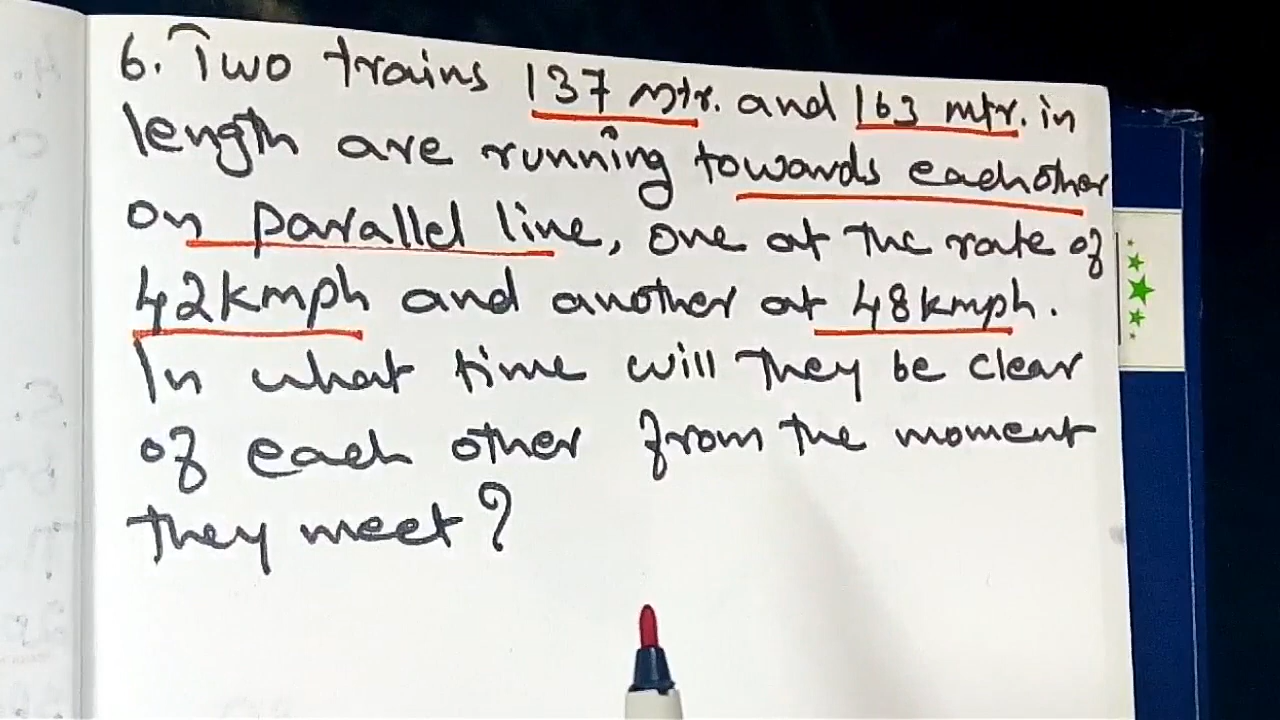 6. Two trains 137 mtr. and 163 mtr. in
length are running towards each other
on parallel line, one at the rate of
42kmph and another at 48kmph.
In what time will they be clear
of each other from the moment
they meet?